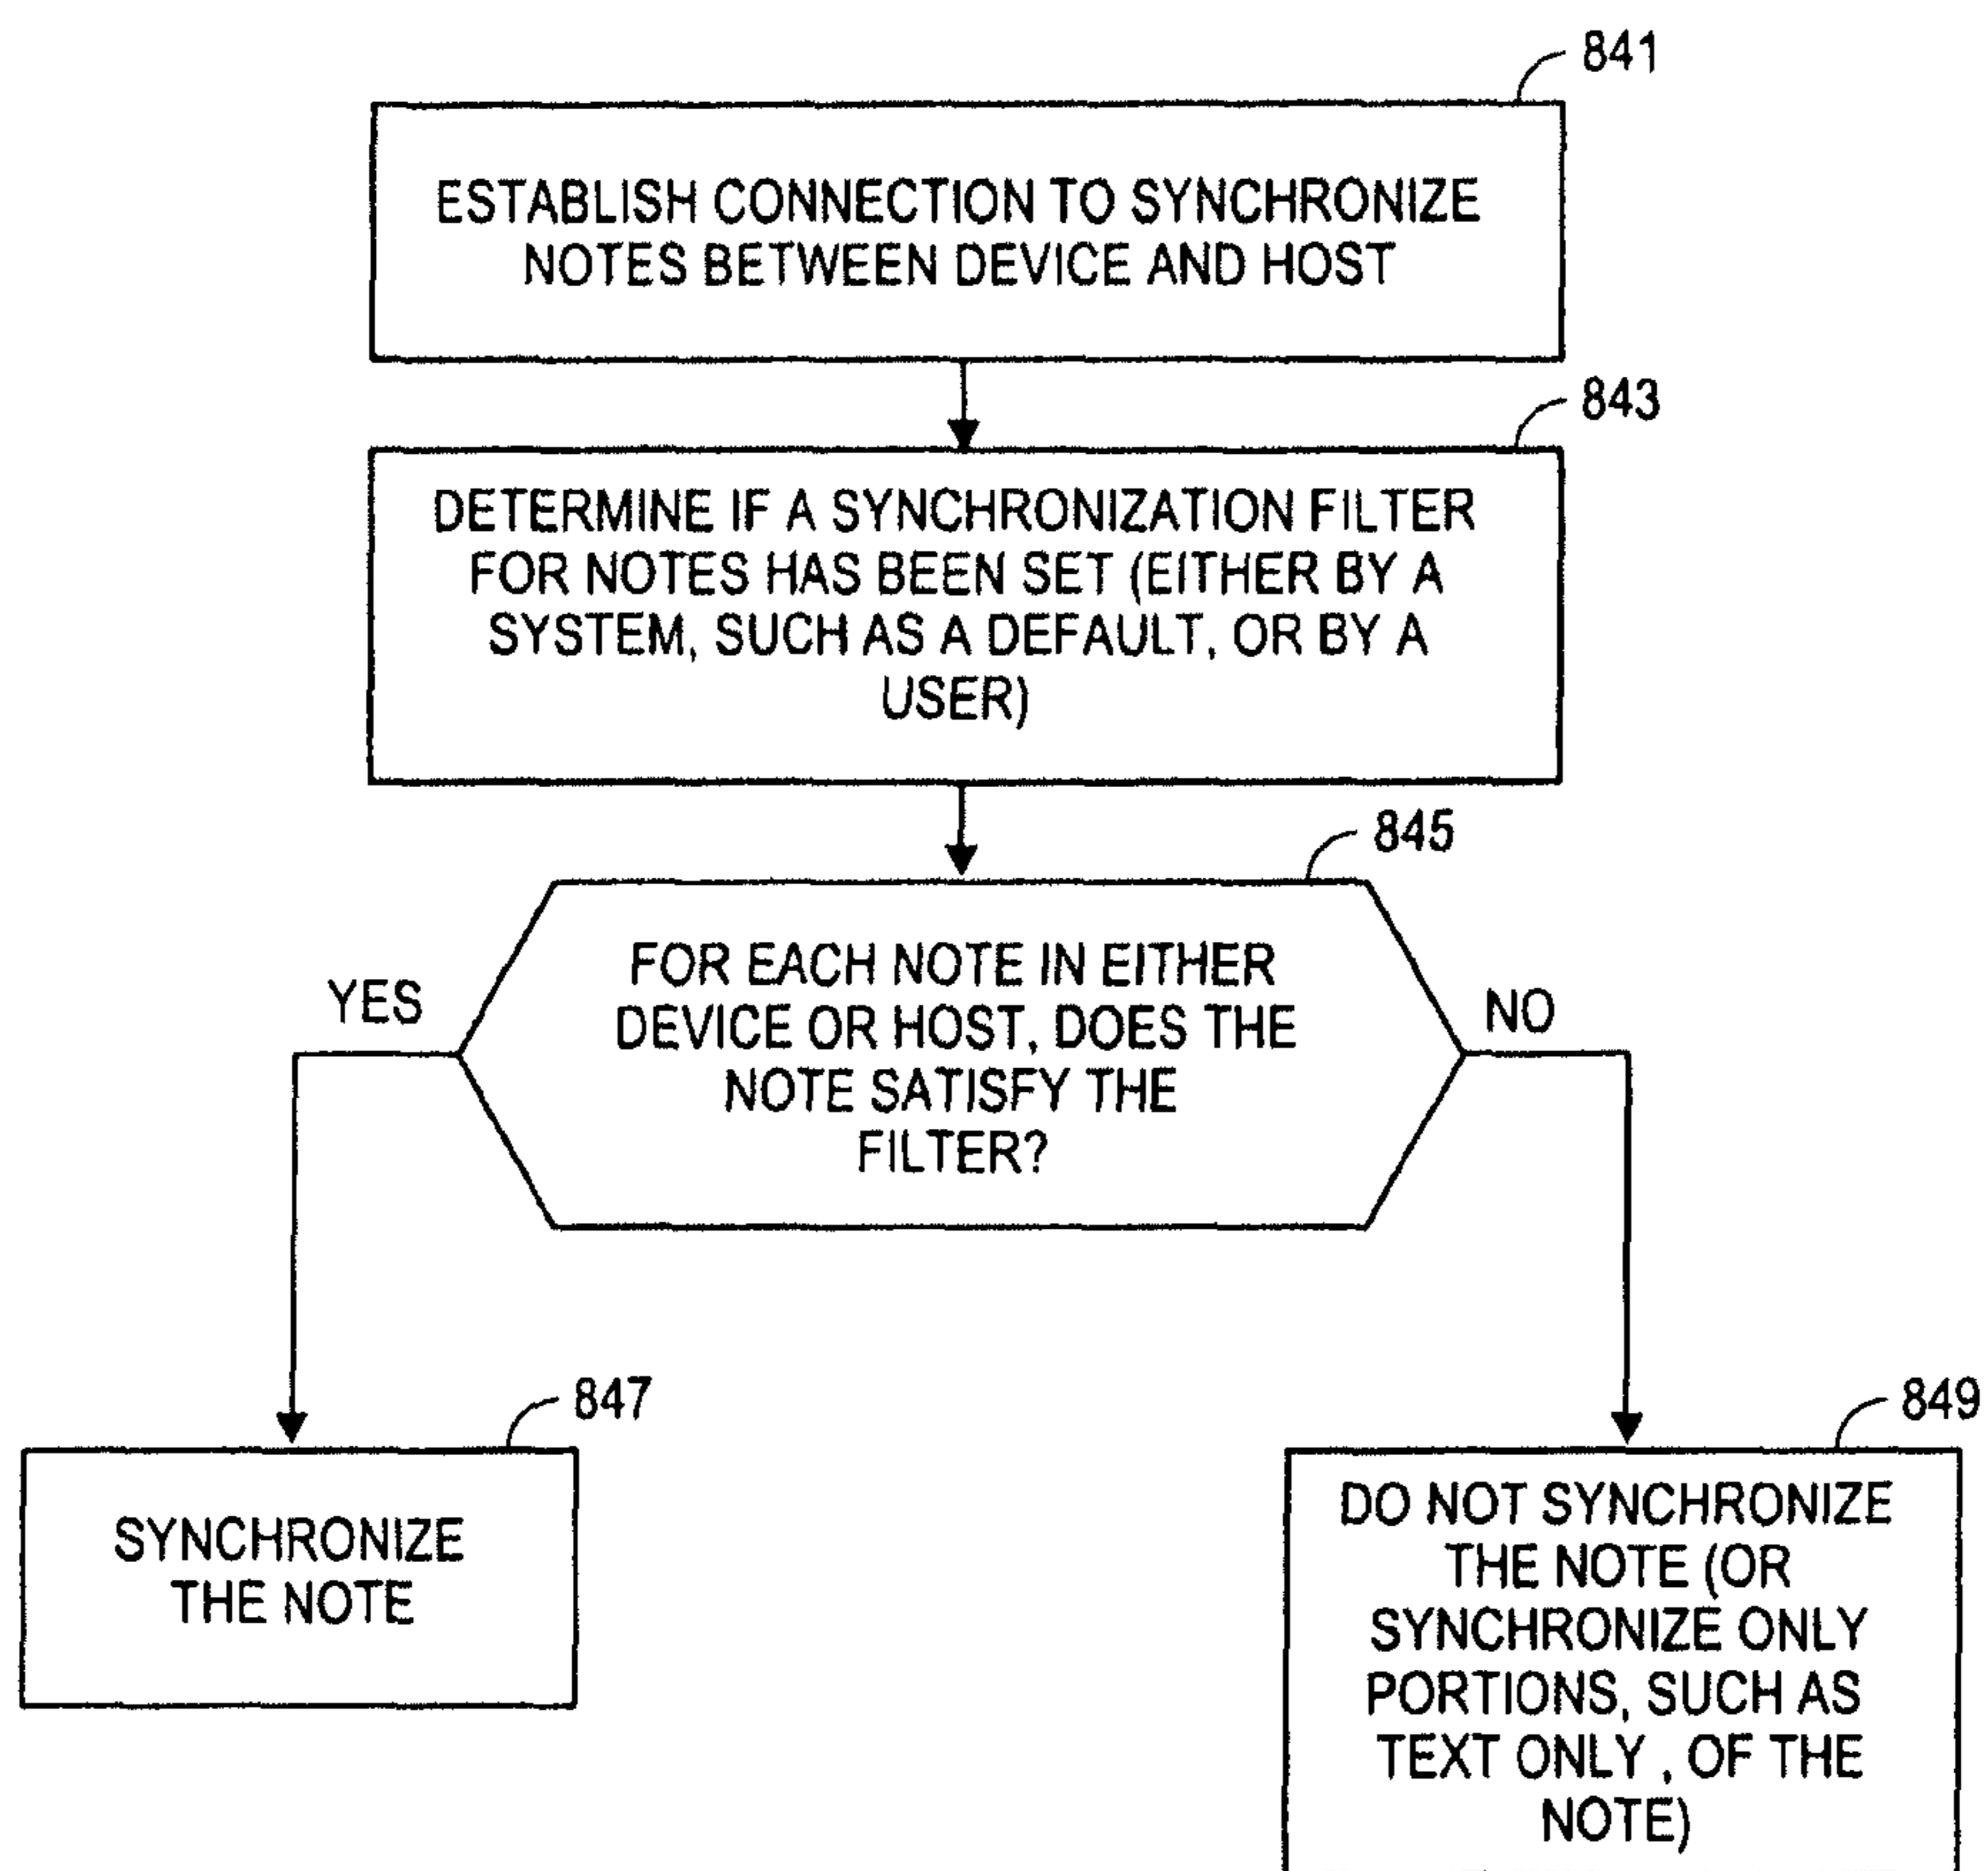 841
ESTABLISH CONNECTION TO SYNCHRONIZE
NOTES BETWEEN DEVICE AND HOST
843
DETERMINE IF A SYNCHRONIZATION FILTER
FOR NOTES HAS BEEN SET (EITHER BY A
SYSTEM, SUCH AS A DEFAULT, OR BY A
USER)
845
FOR EACH NOTE IN EITHER
DEVICE OR HOST, DOES THE
NOTE SATISFY THE
FILTER?
YES
NO
847
SYNCHRONIZE
THE NOTE
849
DO NOT SYNCHRONIZE
THE NOTE (OR
SYNCHRONIZE ONLY
PORTIONS, SUCH AS
TEXT ONLY , OF THE
NOTE)